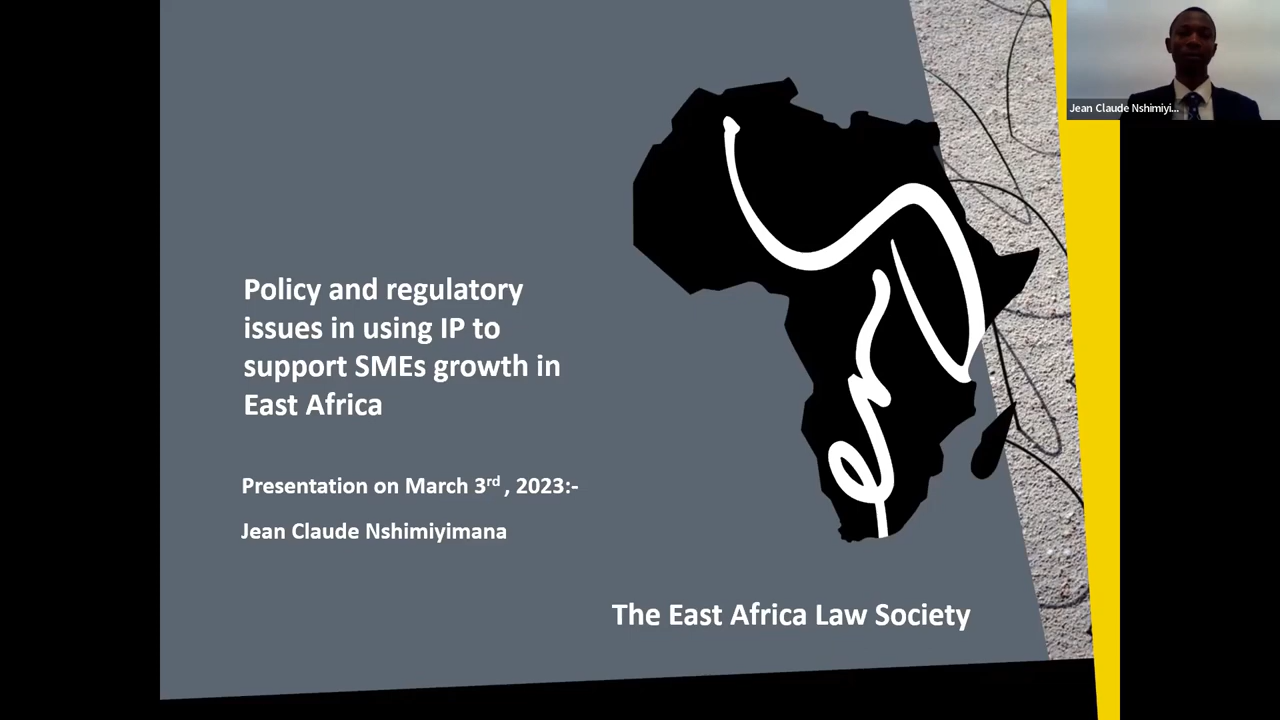 Policy and regulatory
issues in using IP to
support SMEs growth in
East Africa
Presentation on March 3rd , 2023:-
Jean Claude Nshimiyimana
The East Africa Law Society
Jean Claude Nshimiyi...